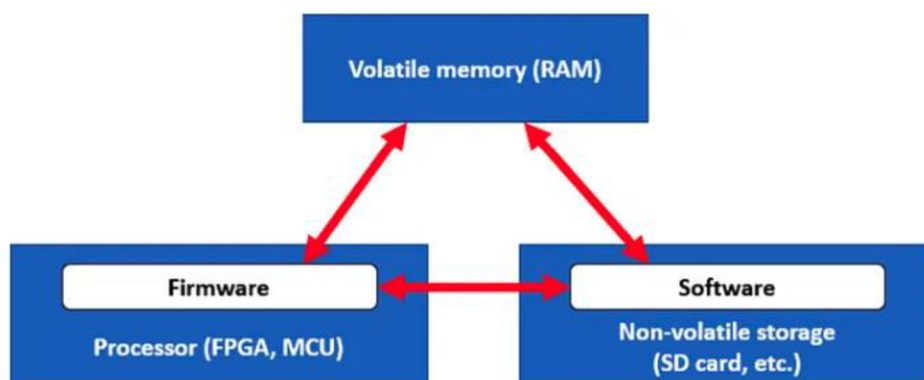 Volatile memory (RAM)
Firmware
Processor (FPGA, MCU)
Software
Non-volatile storage
(SD card, etc.)